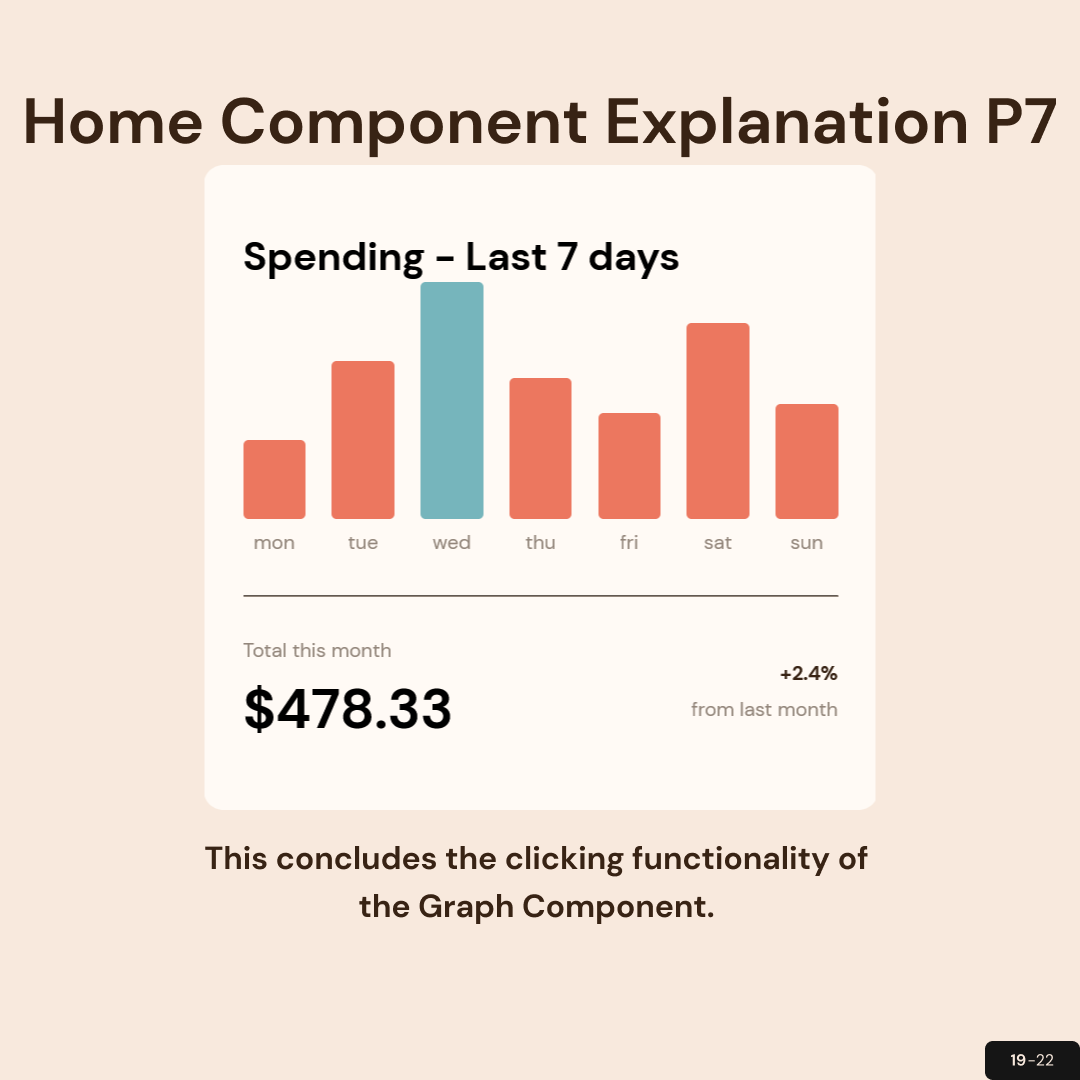 Home Component Explanation P7
Spending - Last 7 days
mon tue wed thu fri sat sun
Total this month
$478.33
+2.4%
from last month
This concludes the clicking functionality of
the Graph Component.
19-22